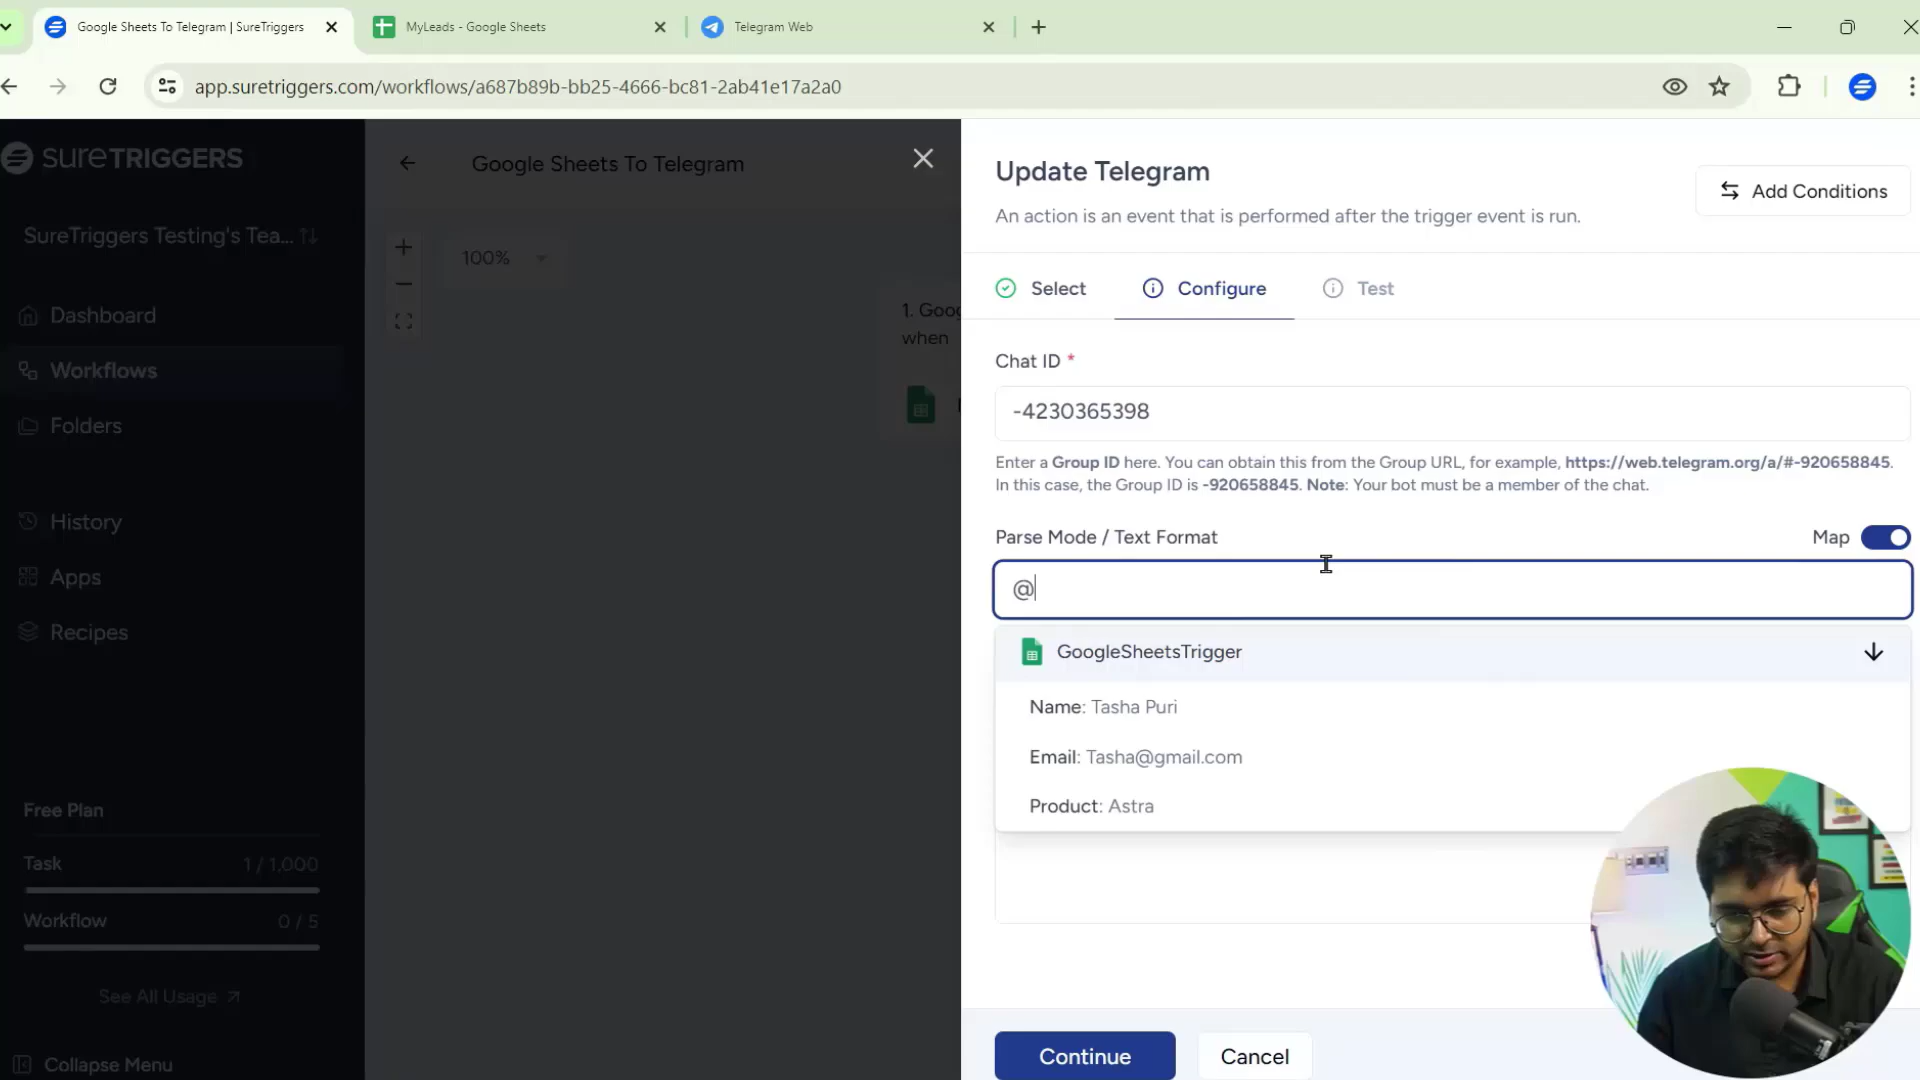 Google Sheets To Telegram | SureTriggers
MyLeads - Google Sheets
Telegram Web
app.suretriggers.com/workflows/a687b89b-bb25-4666-bc81-2ab41e17a2a0
SureTRIGGERS
SureTriggers Testing's Tea...
Dashboard
Workflows
Folders
History
Apps
Recipes
Free Plan
Task 1 / 1,000
Workflow 0 / 5
See All Usage
Collapse Menu
Google Sheets To Telegram
100%
1. Goog
when
Update Telegram
Add Conditions
An action is an event that is performed after the trigger event is run.
Select
Configure
Test
Chat ID *
-4230365398
Enter a Group ID here. You can obtain this from the Group URL, for example, https://web.telegram.org/a/#-920658845.
In this case, the Group ID is -920658845. Note: Your bot must be a member of the chat.
Parse Mode / Text Format
Map
@
GoogleSheetsTrigger
Name: Tasha Puri
Email: Tasha@gmail.com
Product: Astra
Continue
Cancel